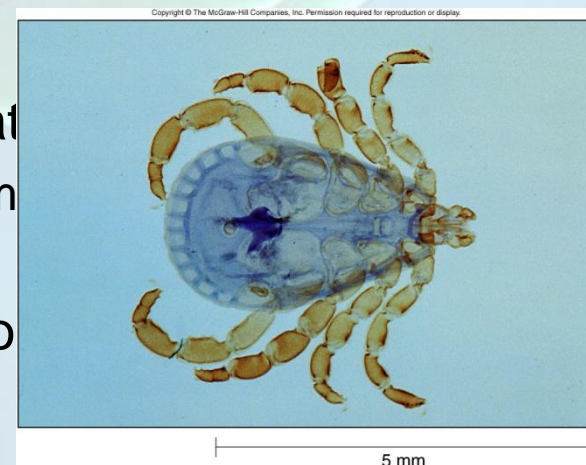 Copyright © The McGraw-Hill Companies, Inc. Permission required for reproduction or display.
5 mm